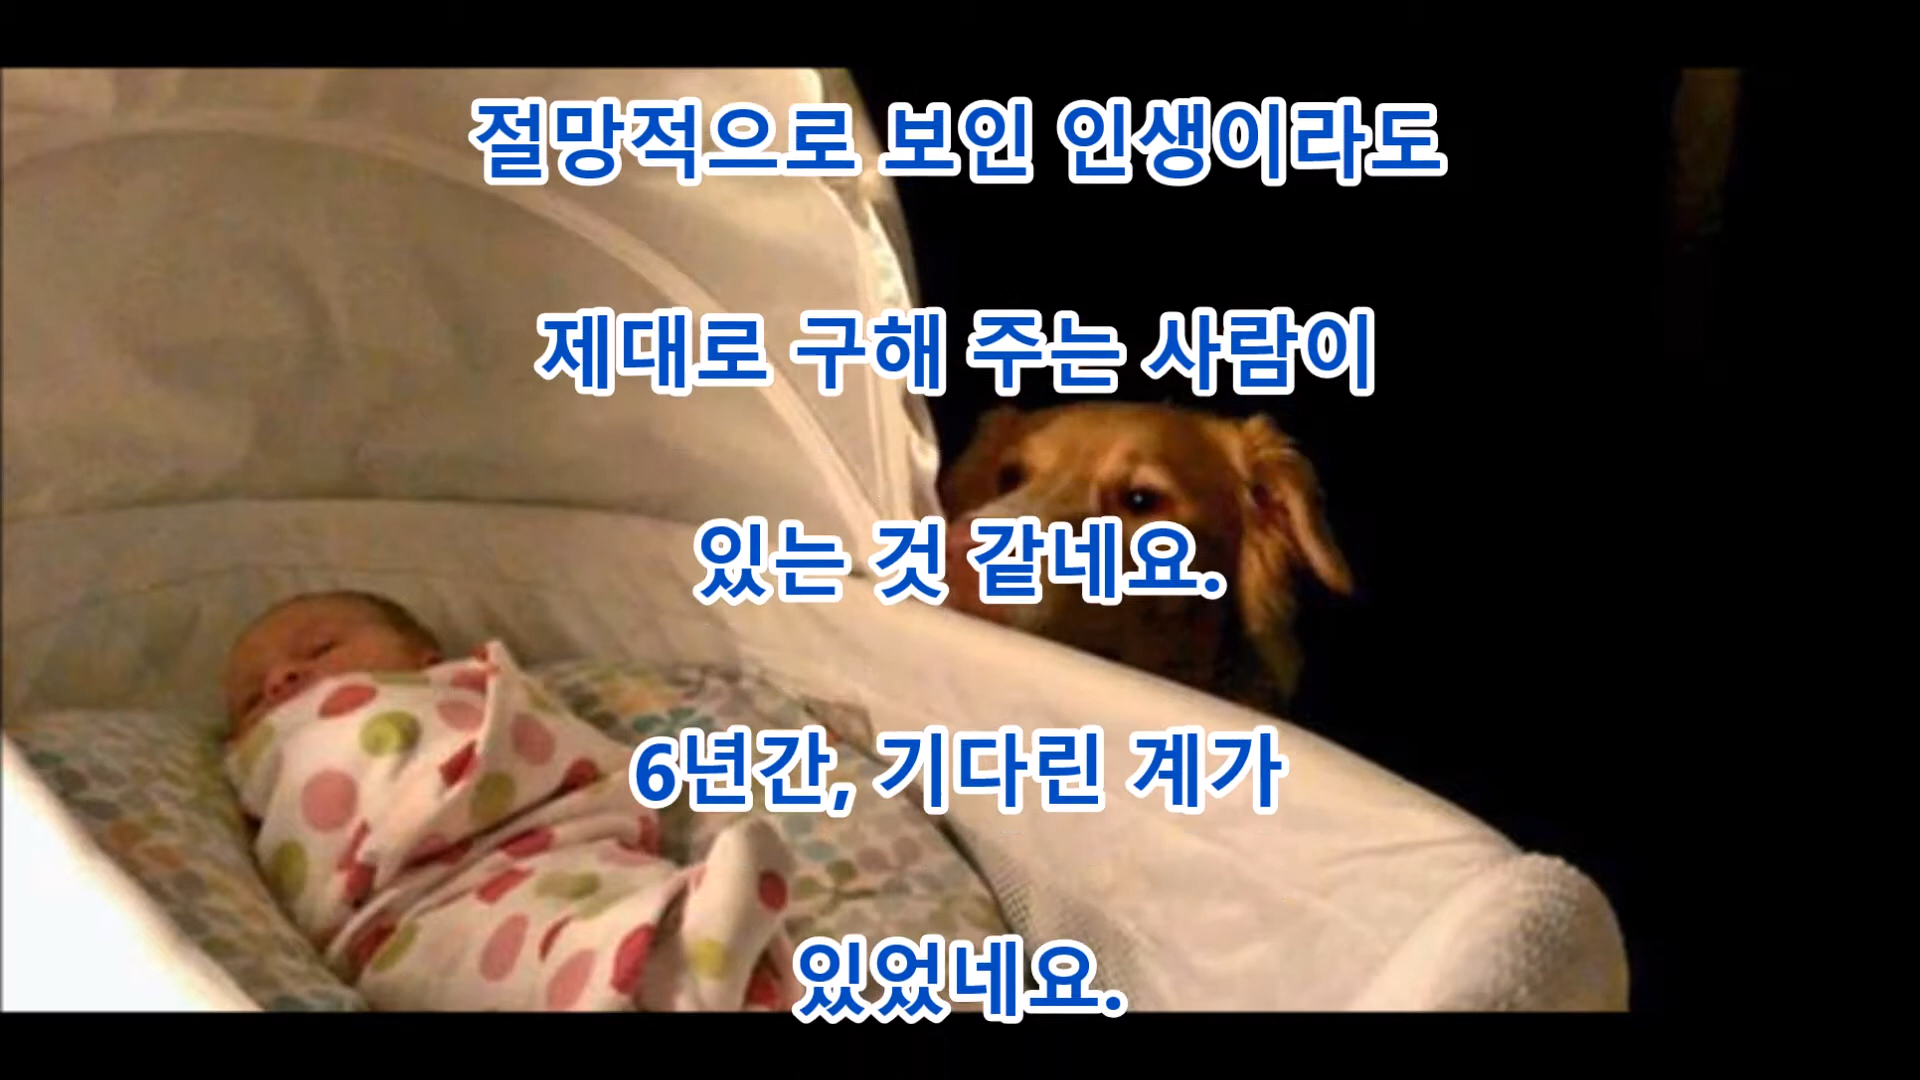 절망적으로 보인 인생이라도
제대로 구해 주는 사람이
있는 것 같네요.
6년간, 기다린 계가
있었네요.